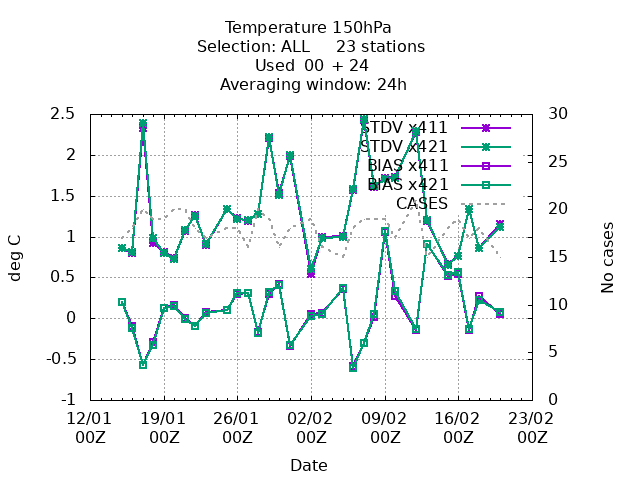 Temperature 150hPa
Selection: ALL 23 stations
Used 00 + 24
Averaging window: 24h
2.5
2
1.5
1
0.5
0
-0.5
-1
30
25
20
15
10
5
0
STDV x411
STDV x421
BIAS x411
BIAS x421
CASES
deg C
No cases
12/01 19/01 26/01 02/02 09/02 16/02 23/02
00Z 00Z 00Z 00Z 00Z 00Z 00Z
Date